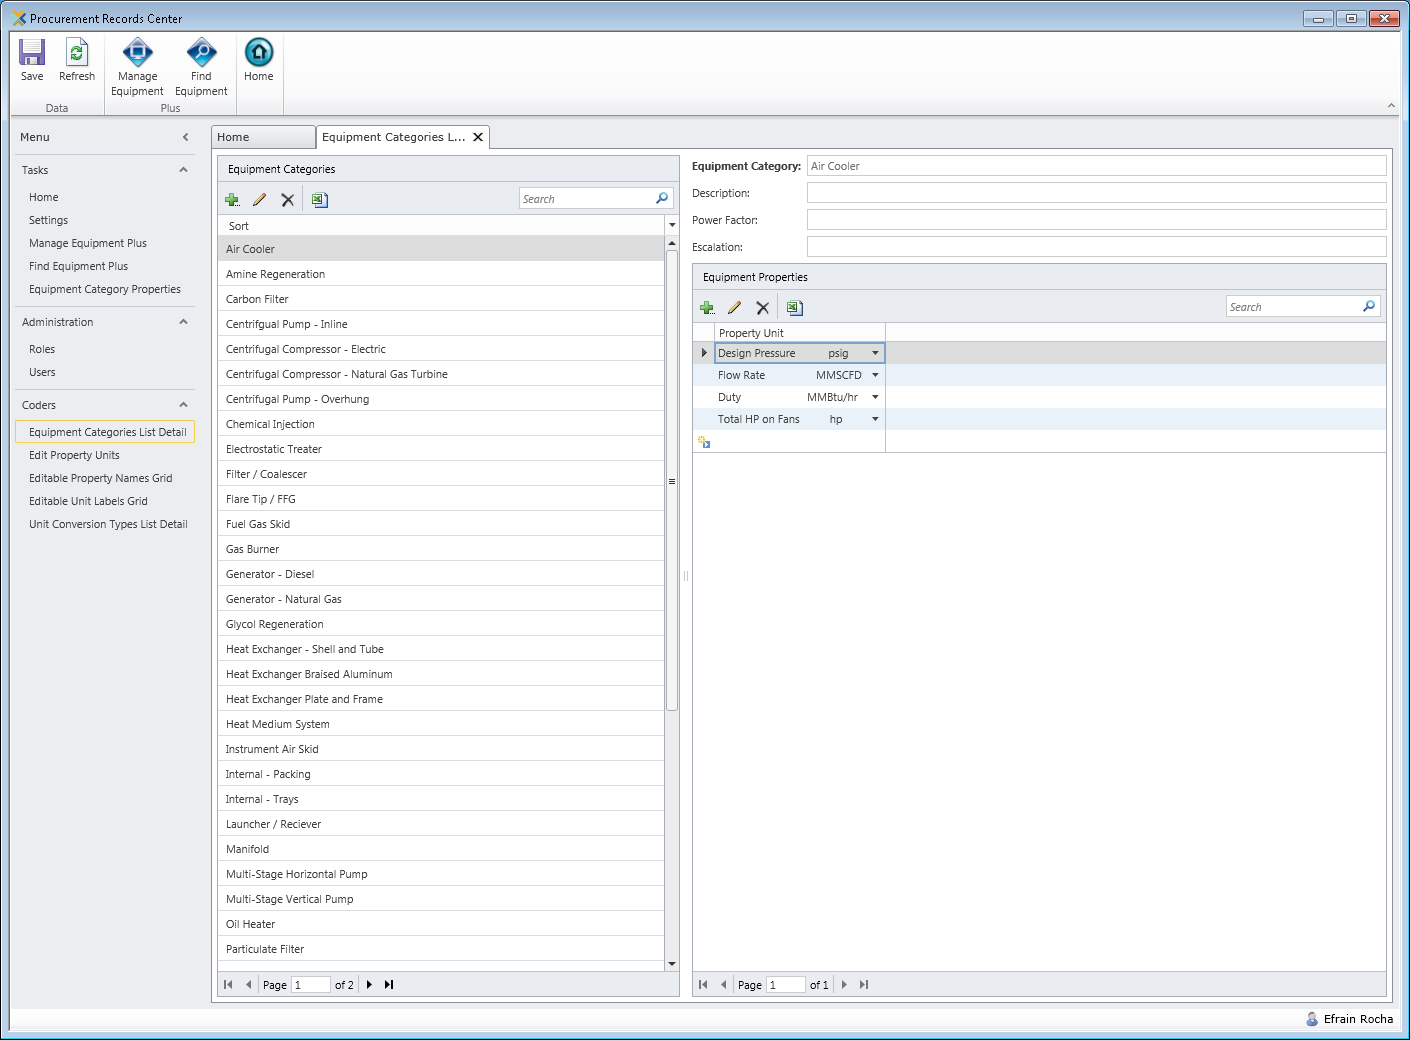 Procurement Records Center
Save
Refresh
Manage Equipment
Find Equipment
Home
Data
Plus
Menu
Tasks
Home
Settings
Manage Equipment Plus
Find Equipment Plus
Equipment Category Properties
Administration
Roles
Users
Coders
Equipment Categories List Detail
Edit Property Units
Editable Property Names Grid
Editable Unit Labels Grid
Unit Conversion Types List Detail
Home
Equipment Categories L...
Equipment Categories
Search
Sort
Air Cooler
Amine Regeneration
Carbon Filter
Centrifgual Pump - Inline
Centrifugal Compressor - Electric
Centrifugal Compressor - Natural Gas Turbine
Centrifugal Pump - Overhung
Chemical Injection
Electrostatic Treater
Filter / Coalescer
Flare Tip / FFG
Fuel Gas Skid
Gas Burner
Generator - Diesel
Generator - Natural Gas
Glycol Regeneration
Heat Exchanger - Shell and Tube
Heat Exchanger Braised Aluminum
Heat Exchanger Plate and Frame
Heat Medium System
Instrument Air Skid
Internal - Packing
Internal - Trays
Launcher / Reciever
Manifold
Multi-Stage Horizontal Pump
Multi-Stage Vertical Pump
Oil Heater
Particulate Filter
Page 1 of 2
Equipment Category: Air Cooler
Description:
Power Factor:
Escalation:
Equipment Properties
Search
Property Unit
Design Pressure psig
Flow Rate MMSCFD
Duty MMBtu/hr
Total HP on Fans hp
Page 1 of 1
Efrain Rocha